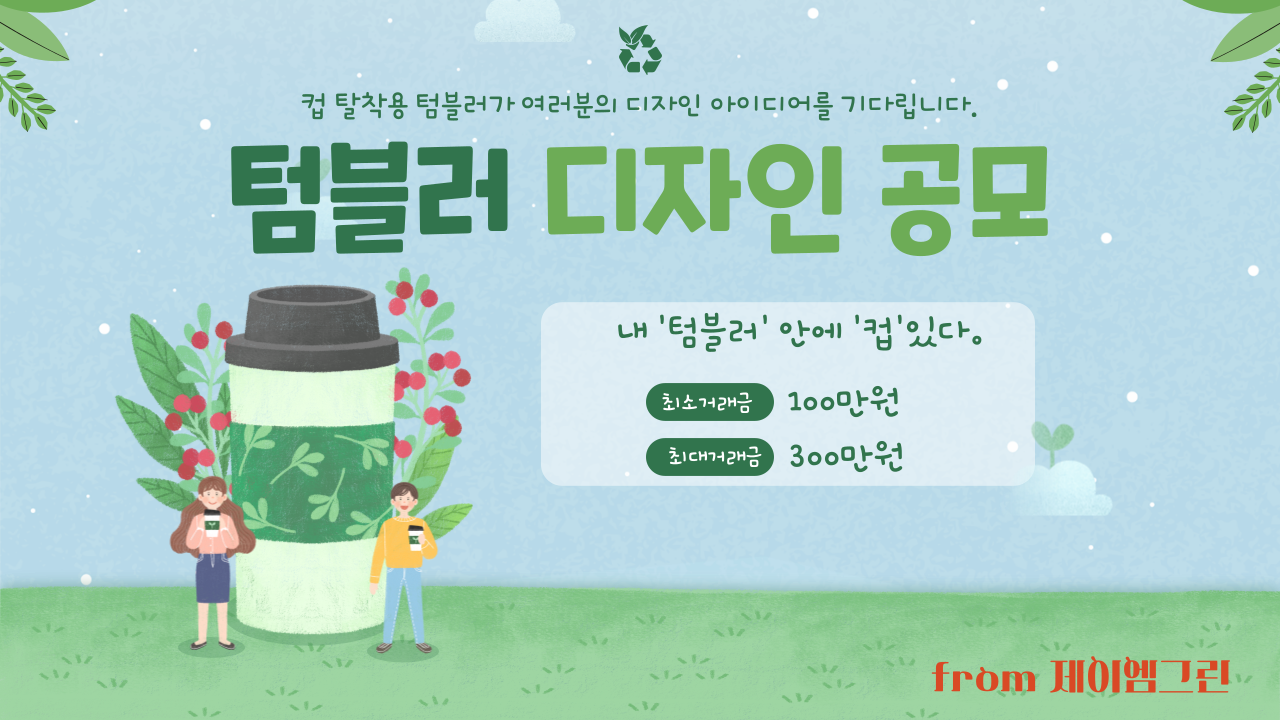 컵 탈착용 텀블러가 여러분의 디자인 아이디어를 기다립니다.
텀블러 디자인 공모
내 '텀블러' 안에 '컵'있다。
최소거래금 100만원
최대거래금 300만원
from 제이엠그린